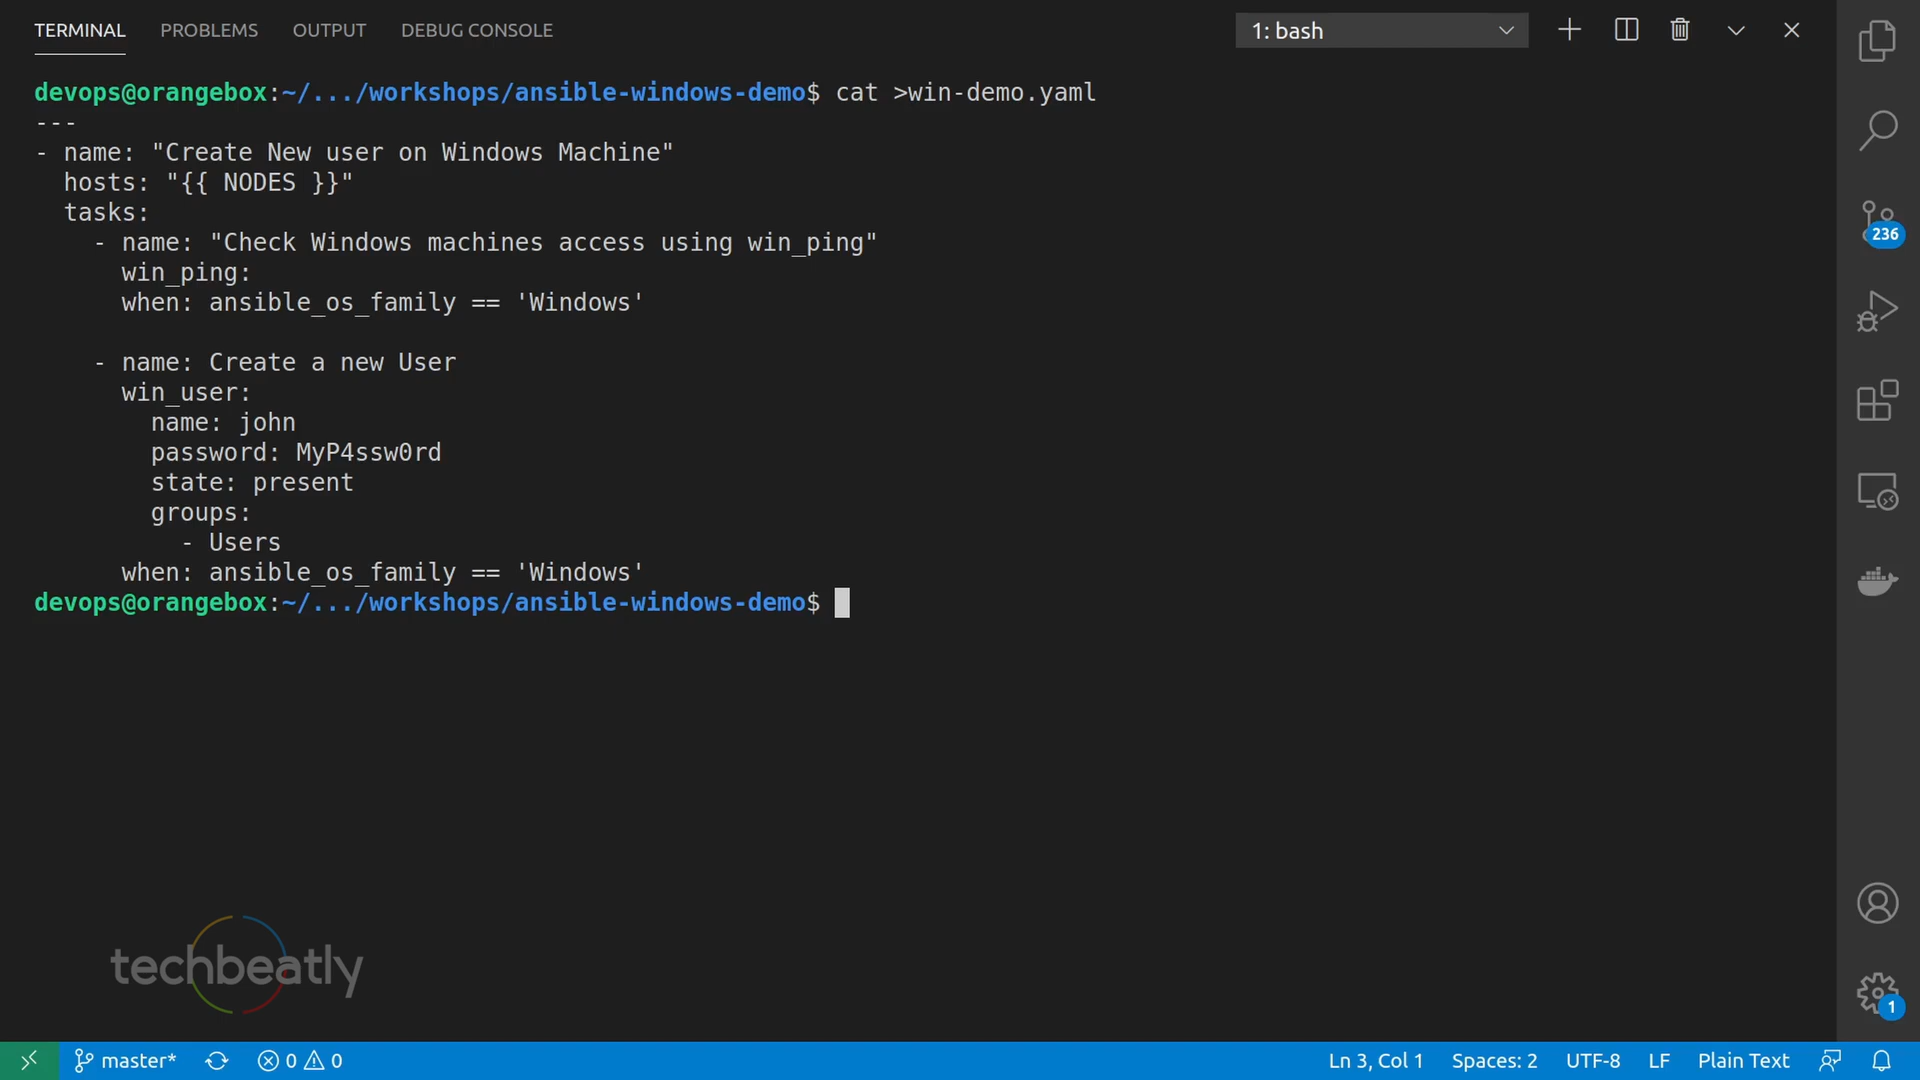 TERMINAL PROBLEMS OUTPUT DEBUG CONSOLE 1: bash
devops@orangebox:~/.../workshops/ansible-windows-demo$ cat >win-demo.yaml
---
- name: "Create New user on Windows Machine"
  hosts: "{{ NODES }}"
  tasks:
    - name: "Check Windows machines access using win_ping"
      win_ping:
      when: ansible_os_family == 'Windows'

    - name: Create a new User
      win_user:
        name: john
        password: MyP4ssw0rd
        state: present
        groups:
          - Users
      when: ansible_os_family == 'Windows'
devops@orangebox:~/.../workshops/ansible-windows-demo$
236
techbeatly
1
master* 0 0 Ln 3, Col 1 Spaces: 2 UTF-8 LF Plain Text